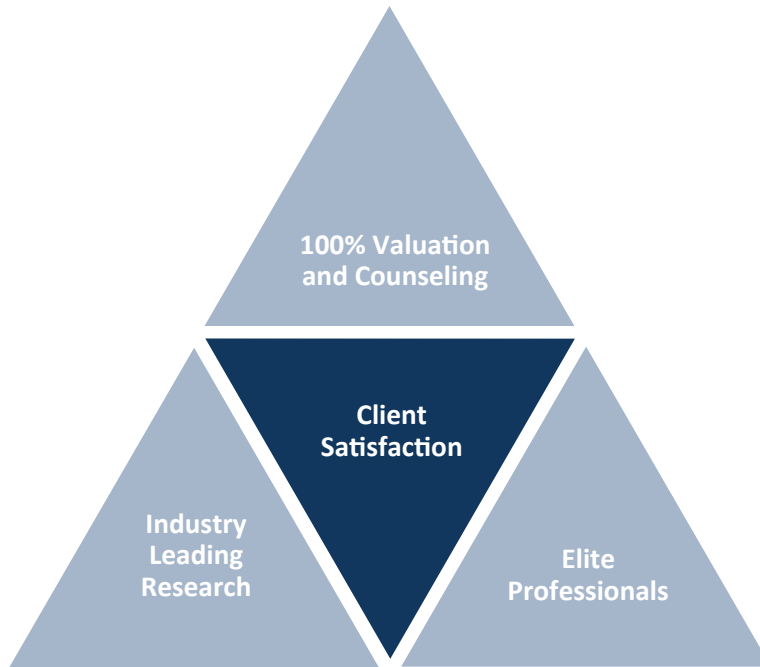 100% Valuation
and Counseling
Client
Satisfaction
Industry
Leading
Research
Elite
Professionals